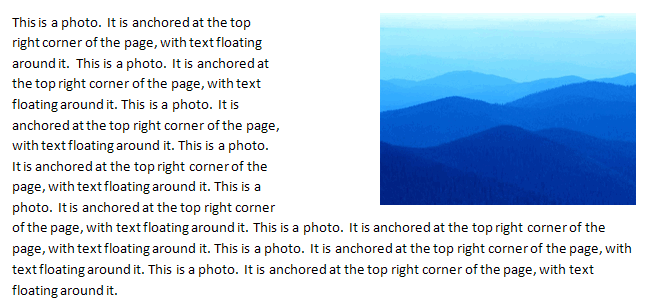 This is a photo. It is anchored at the top
right corner of the page, with text floating
around it. This is a photo. It is anchored at
the top right corner of the page, with text
floating around it. This is a photo. It is
anchored at the top right corner of the page,
with text floating around it. This is a photo.
It is anchored at the top right corner of the
page, with text floating around it. This is a
photo. It is anchored at the top right corner
of the page, with text floating around it. This is a photo. It is anchored at the top right corner of the
page, with text floating around it. This is a photo. It is anchored at the top right corner of the page, with
text floating around it. This is a photo. It is anchored at the top right corner of the page, with text
floating around it.